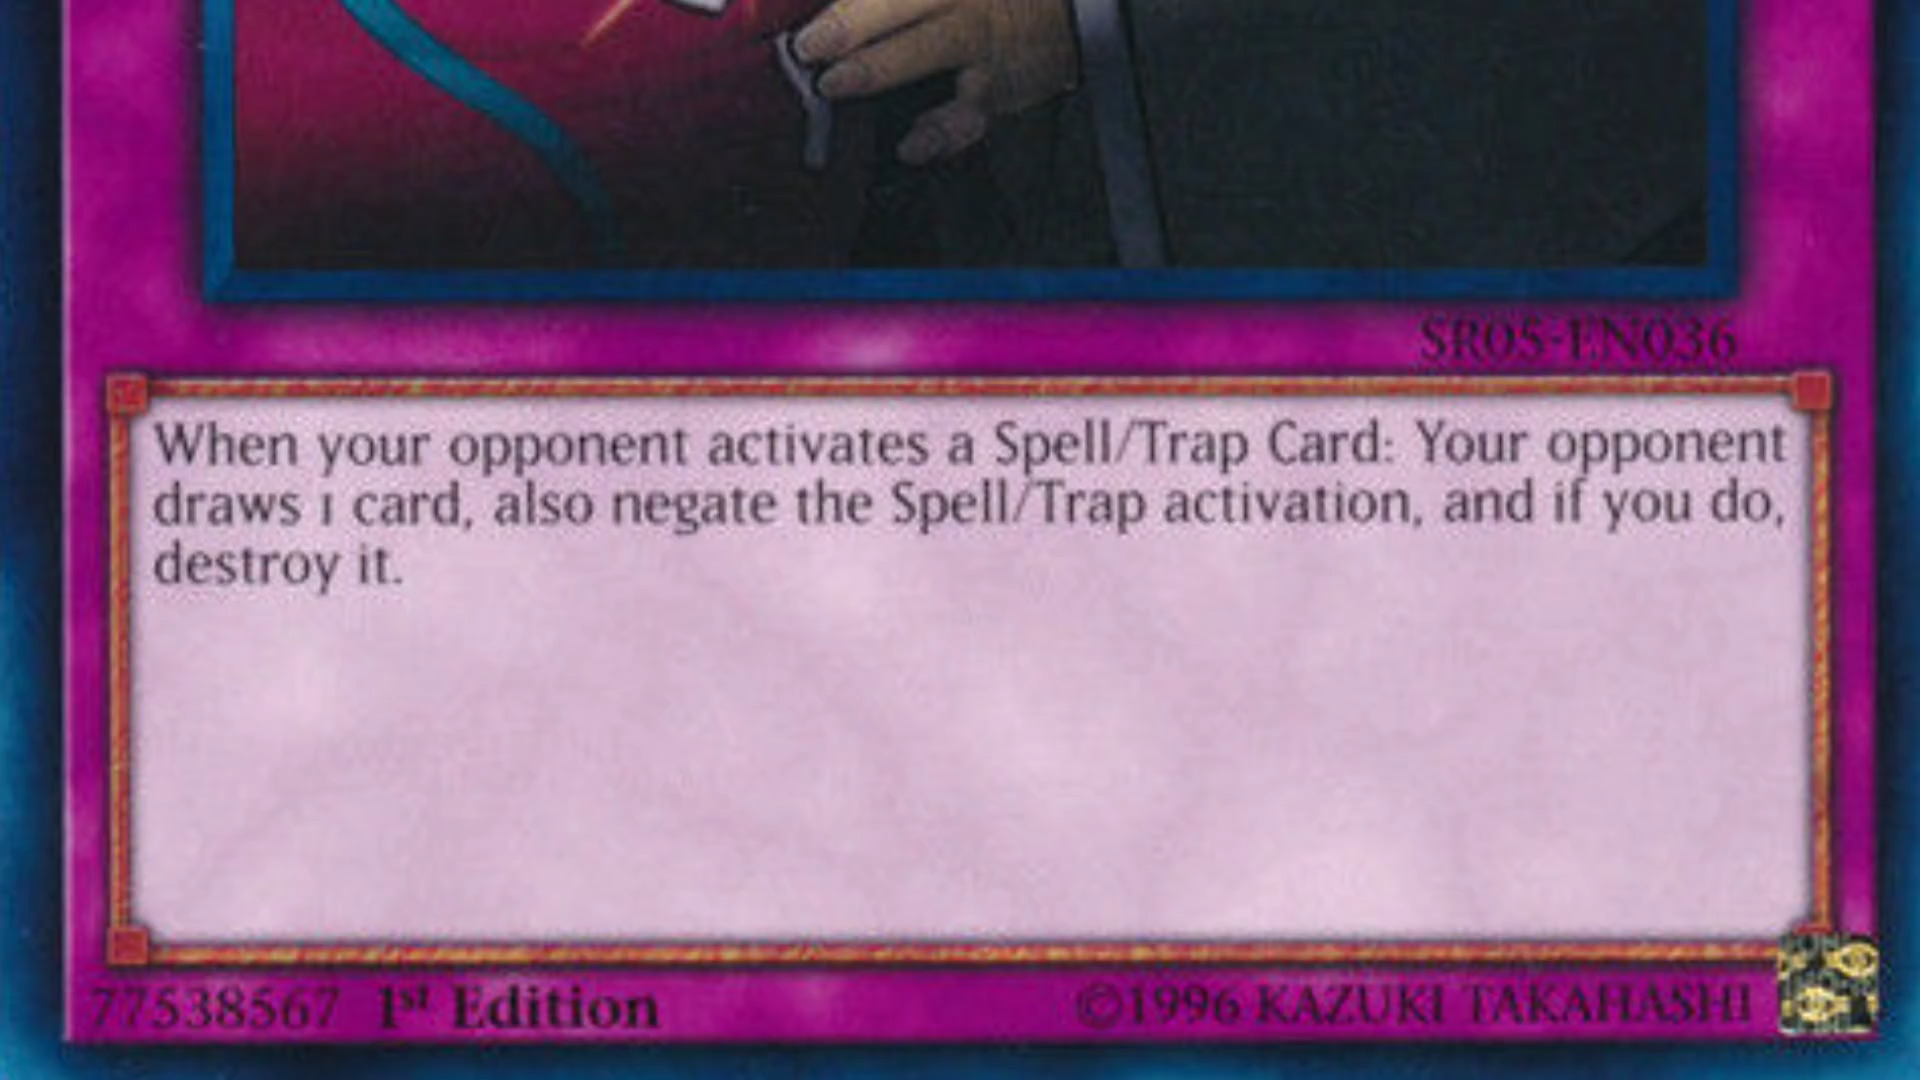 SR05-EN036
When your opponent activates a Spell/Trap Card: Your opponent
draws 1 card, also negate the Spell/Trap activation, and if you do,
destroy it.
77538567 1st Edition ©1996 KAZUKI TAKAHASHI